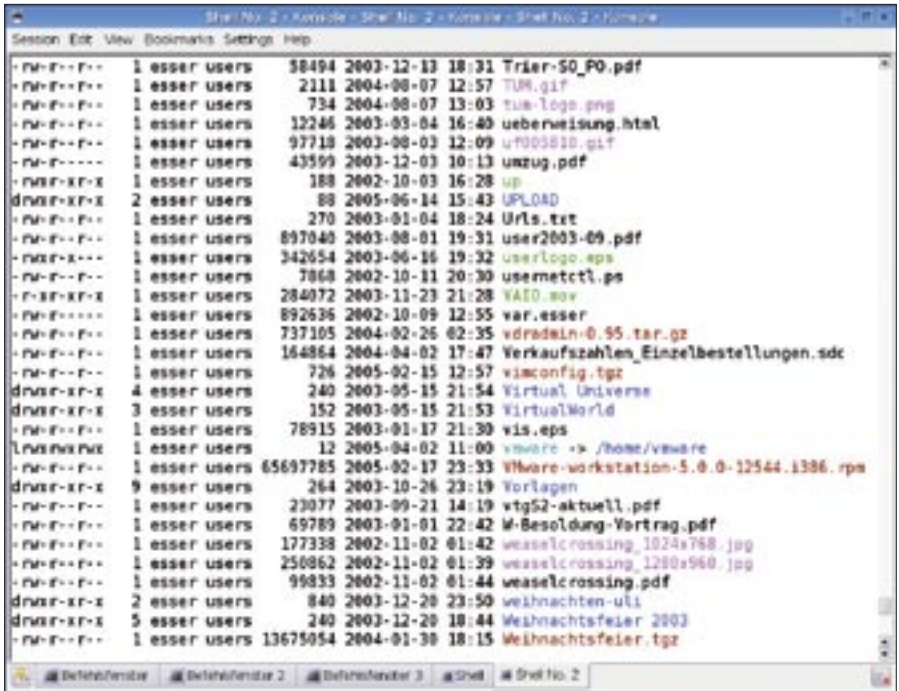 Shell No. 2 - Konsole - Shell No. 2 - Konsole - Shell No. 2 - Konsole
Session Edit View Bookmarks Settings Help
-rw-r--r-- 1 esser users 58494 2003-12-13 18:31 Trier-SO_PO.pdf
-rw-r--r-- 1 esser users 2111 2004-08-07 12:57 TUM.gif
-rw-r--r-- 1 esser users 734 2004-08-07 13:03 tum-logo.png
-rw-r--r-- 1 esser users 12246 2003-03-04 16:40 ueberweisung.html
-rw-r--r-- 1 esser users 97718 2003-08-03 12:09 uf005810.gif
-rw-r----- 1 esser users 43599 2003-12-03 10:13 umzug.pdf
-rwxr-xr-x 1 esser users 188 2002-10-03 16:28 up
drwxr-xr-x 2 esser users 88 2005-06-14 15:43 UPLOAD
-rw-r--r-- 1 esser users 270 2003-01-04 18:24 Urls.txt
-rw-r--r-- 1 esser users 897040 2003-08-01 19:31 user2003-09.pdf
-rwxr-x--- 1 esser users 342654 2003-06-16 19:32 userlogo.eps
-rw-r--r-- 1 esser users 7868 2002-10-11 20:30 usernetctl.ps
-r-xr-xr-x 1 esser users 284072 2003-11-23 21:28 VAIO.mov
-rw-r----- 1 esser users 892636 2002-10-09 12:55 var.esser
-rw-r--r-- 1 esser users 737105 2004-02-26 02:35 vdradmin-0.95.tar.gz
-rw-r--r-- 1 esser users 164864 2004-04-02 17:47 Verkaufszahlen_Einzelbestellungen.sdc
-rw-r--r-- 1 esser users 726 2005-02-15 12:57 vimconfig.tgz
drwxr-xr-x 4 esser users 240 2003-05-15 21:54 Virtual Universe
drwxr-xr-x 3 esser users 152 2003-05-15 21:53 VirtualWorld
-rw-r--r-- 1 esser users 78915 2003-01-17 21:30 vis.eps
lrwxrwxrwx 1 esser users 12 2005-04-02 11:00 vmware -> /home/vmware
-rw-r--r-- 1 esser users 65697785 2005-02-17 23:33 VMware-workstation-5.0.0-12544.i386.rpm
drwxr-xr-x 9 esser users 264 2003-10-26 23:19 Vorlagen
-rw-r--r-- 1 esser users 23077 2003-09-21 14:19 vtg52-aktuell.pdf
-rw-r--r-- 1 esser users 69789 2003-01-01 22:42 W-Besoldung-Vortrag.pdf
-rw-r--r-- 1 esser users 177338 2002-11-02 01:42 weaselcrossing_1024x768.jpg
-rw-r--r-- 1 esser users 250862 2002-11-02 01:39 weaselcrossing_1280x960.jpg
-rw-r--r-- 1 esser users 99833 2002-11-02 01:44 weaselcrossing.pdf
drwxr-xr-x 2 esser users 840 2003-12-20 23:50 weihnachten-uli
drwxr-xr-x 5 esser users 240 2003-12-20 18:44 Weihnachtsfeier 2003
-rw-r--r-- 1 esser users 13675054 2004-01-30 18:15 Weihnachtsfeier.tgz
Befehlsfenster Befehlsfenster 2 Befehlsfenster 3 Shell Shell No. 2